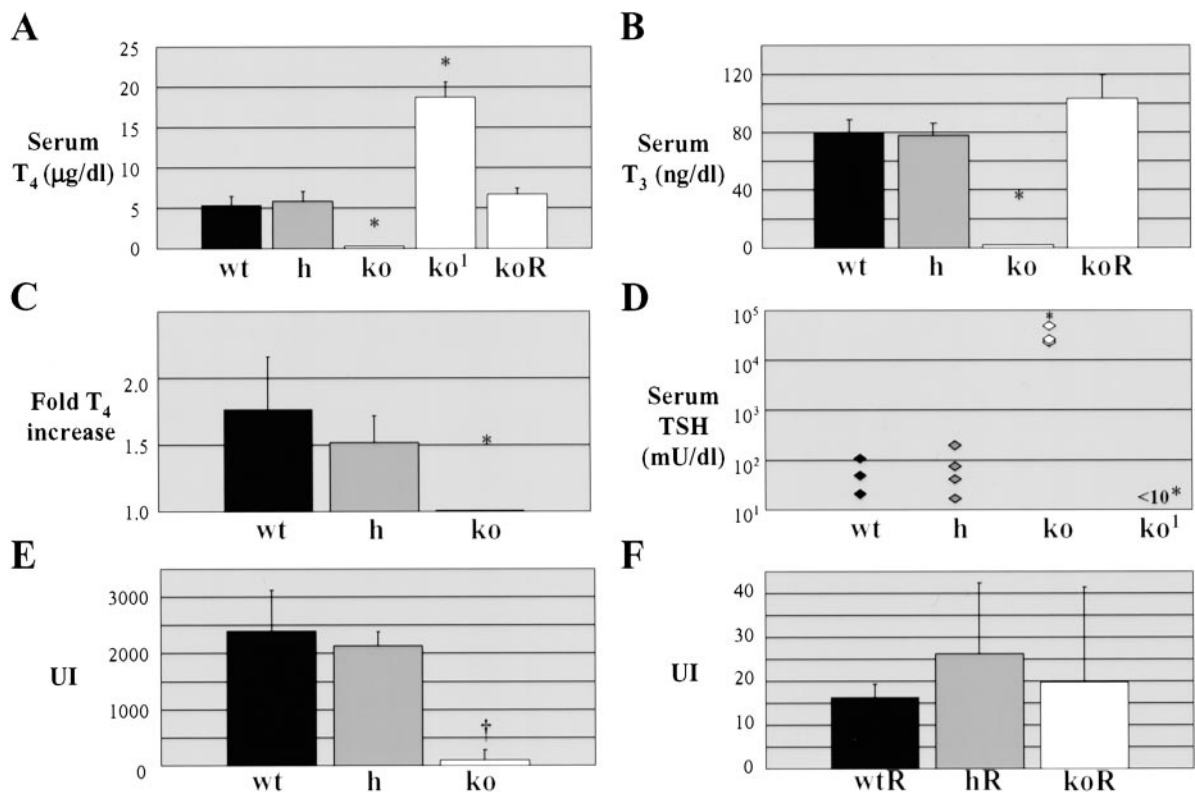 A
25
20
15
10
5
0
Serum
T₄ (µg/dl)
*
*
wt h ko ko¹ koR
B
120
80
40
0
Serum
T₃ (ng/dl)
*
wt h ko koR
C
2.0
1.5
1.0
Fold T₄
increase
*
wt h ko
D
10⁵
10⁴
10³
10²
10¹
Serum
TSH
(mU/dl)
*
<10*
wt h ko ko¹
E
3000
2000
1000
0
UI
†
wt h ko
F
40
30
20
10
0
UI
wtR hR koR